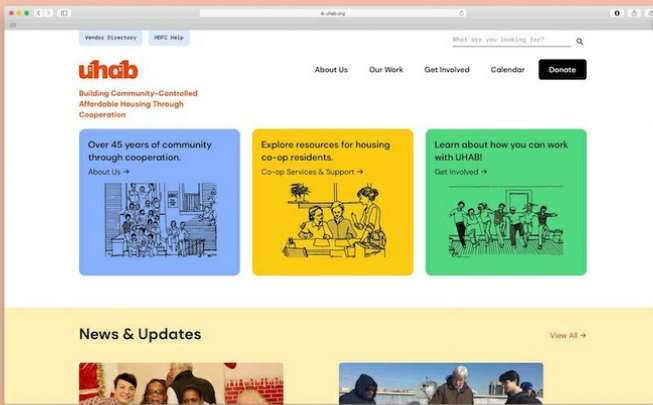 uhab.org
Vendor Directory
HDFC Help
What are you looking for?
uhab
About Us
Our Work
Get Involved
Calendar
Donate
Building Community-Controlled
Affordable Housing Through
Cooperation
Over 45 years of community
through cooperation.
About Us →
Explore resources for housing
co-op residents.
Co-op Services & Support →
Learn about how you can work
with UHAB!
Get Involved →
News & Updates
View All →